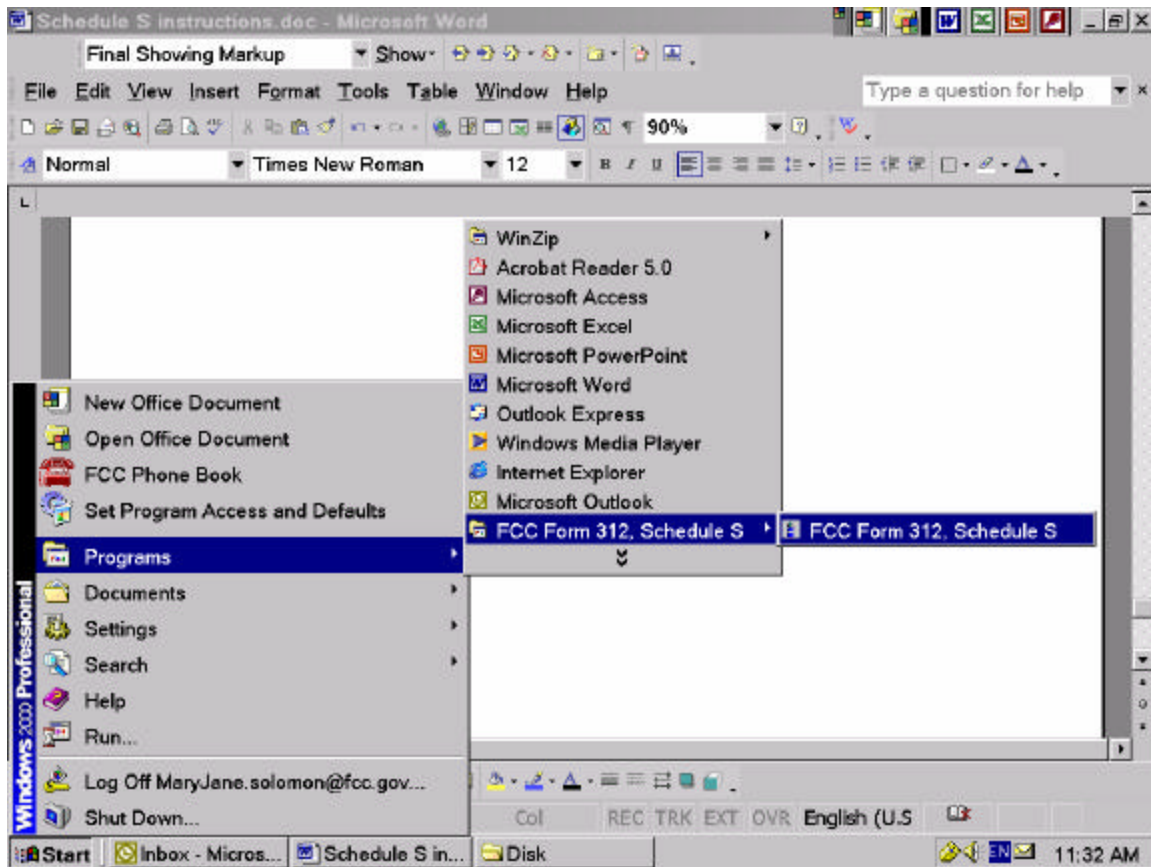 Schedule S instructions.doc - Microsoft Word
Final Showing Markup Show
File Edit View Insert Format Tools Table Window Help Type a question for help
90%
Normal Times New Roman 12 B I U
L
WinZip
Acrobat Reader 5.0
Microsoft Access
Microsoft Excel
Microsoft PowerPoint
Microsoft Word
Outlook Express
Windows Media Player
Internet Explorer
Microsoft Outlook
FCC Form 312, Schedule S FCC Form 312, Schedule S
New Office Document
Open Office Document
FCC Phone Book
Set Program Access and Defaults
Programs
Documents
Settings
Search
Help
Run...
Log Off MaryJane.solomon@fcc.gov...
Shut Down...
Windows 2000 Professional
Col REC TRK EXT OVR English (U.S
Start Inbox - Micros... Schedule S in... Disk EN 11:32 AM